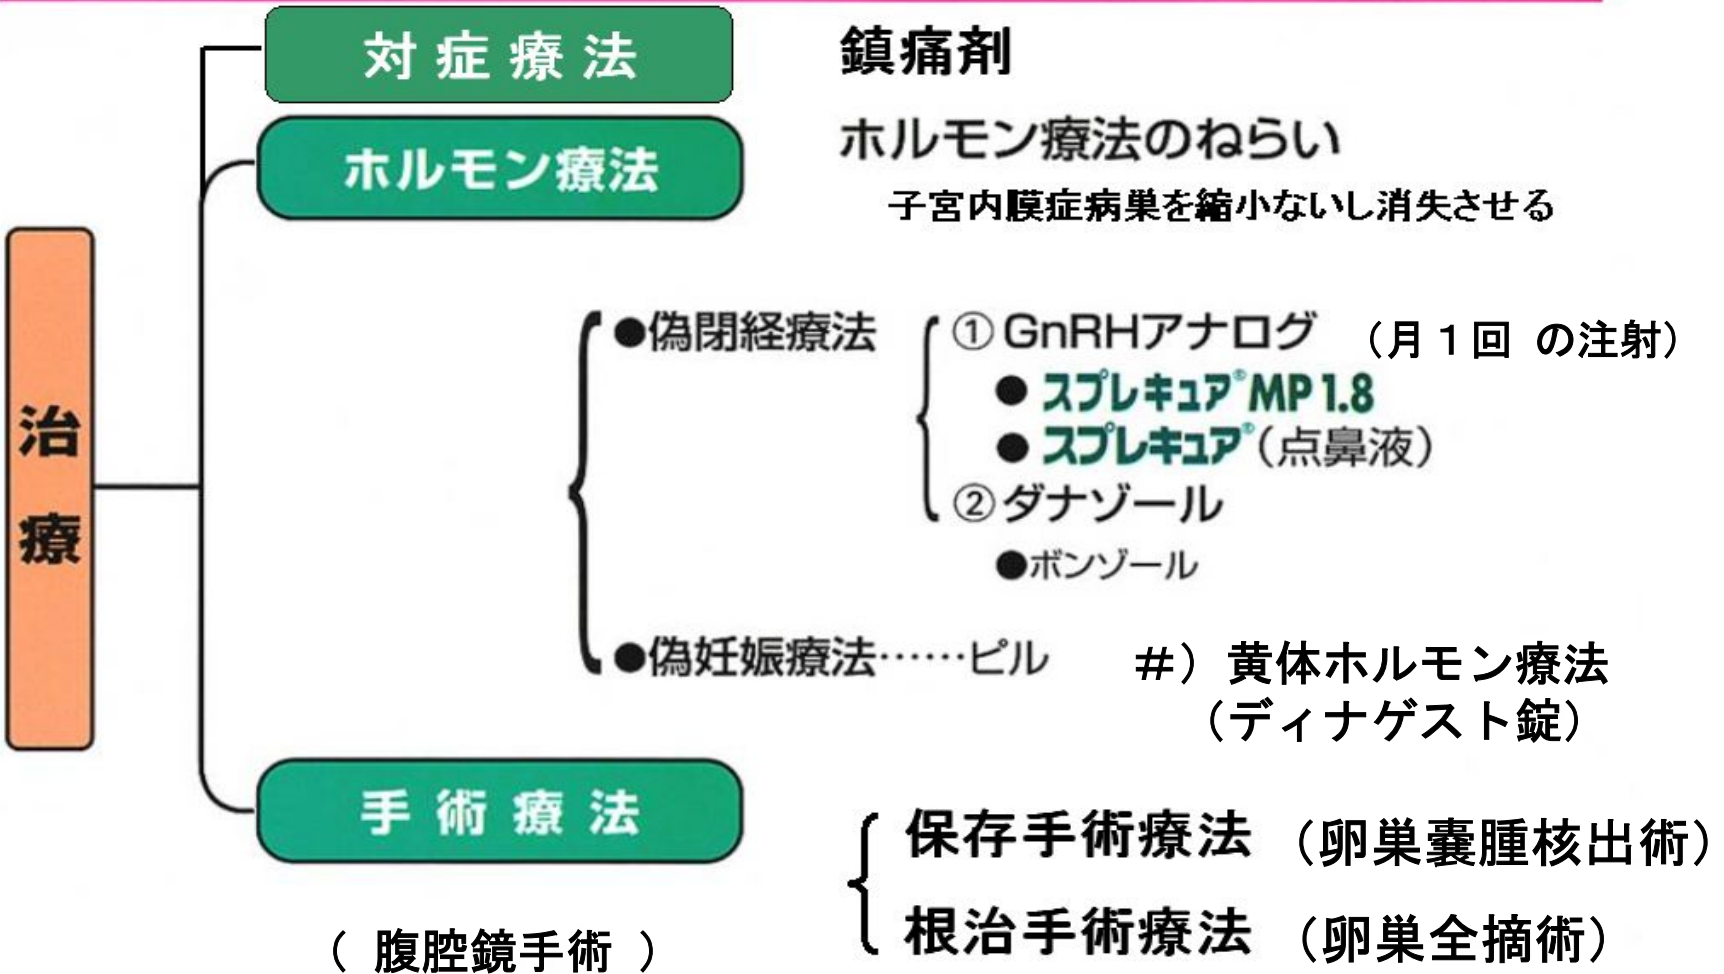 対症療法 鎮痛剤
ホルモン療法 ホルモン療法のねらい
子宮内膜症病巣を縮小ないし消失させる
治療
●偽閉経療法 ①GnRHアナログ （月１回 の注射）
● スプレキュア®MP 1.8
● スプレキュア®（点鼻液）
②ダナゾール
●ボンゾール
●偽妊娠療法……ピル ＃）黄体ホルモン療法
（ディナゲスト錠）
手術療法
保存手術療法 （卵巣嚢腫核出術）
根治手術療法 （卵巣全摘術）
（ 腹腔鏡手術 ）